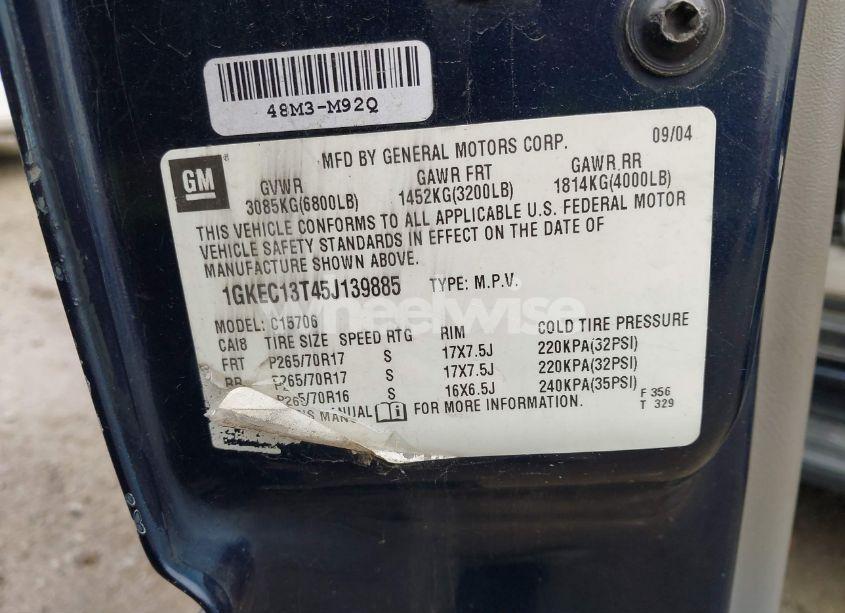 48M3-M92Q
MFD BY GENERAL MOTORS CORP. 09/04
GM
GVWR GAWR FRT GAWR RR
3085KG(6800LB) 1452KG(3200LB) 1814KG(4000LB)
THIS VEHICLE CONFORMS TO ALL APPLICABLE U.S. FEDERAL MOTOR
VEHICLE SAFETY STANDARDS IN EFFECT ON THE DATE OF
MANUFACTURE SHOWN ABOVE.
1GKEC13T45J139885 TYPE: M.P.V.
wheelwise
MODEL: C15706
CAI8 TIRE SIZE SPEED RTG RIM COLD TIRE PRESSURE
FRT P265/70R17 S 17X7.5J 220KPA(32PSI)
RR P265/70R17 S 17X7.5J 220KPA(32PSI)
P265/70R16 S 16X6.5J 240KPA(35PSI)
MANUAL FOR MORE INFORMATION.
F 356
T 329